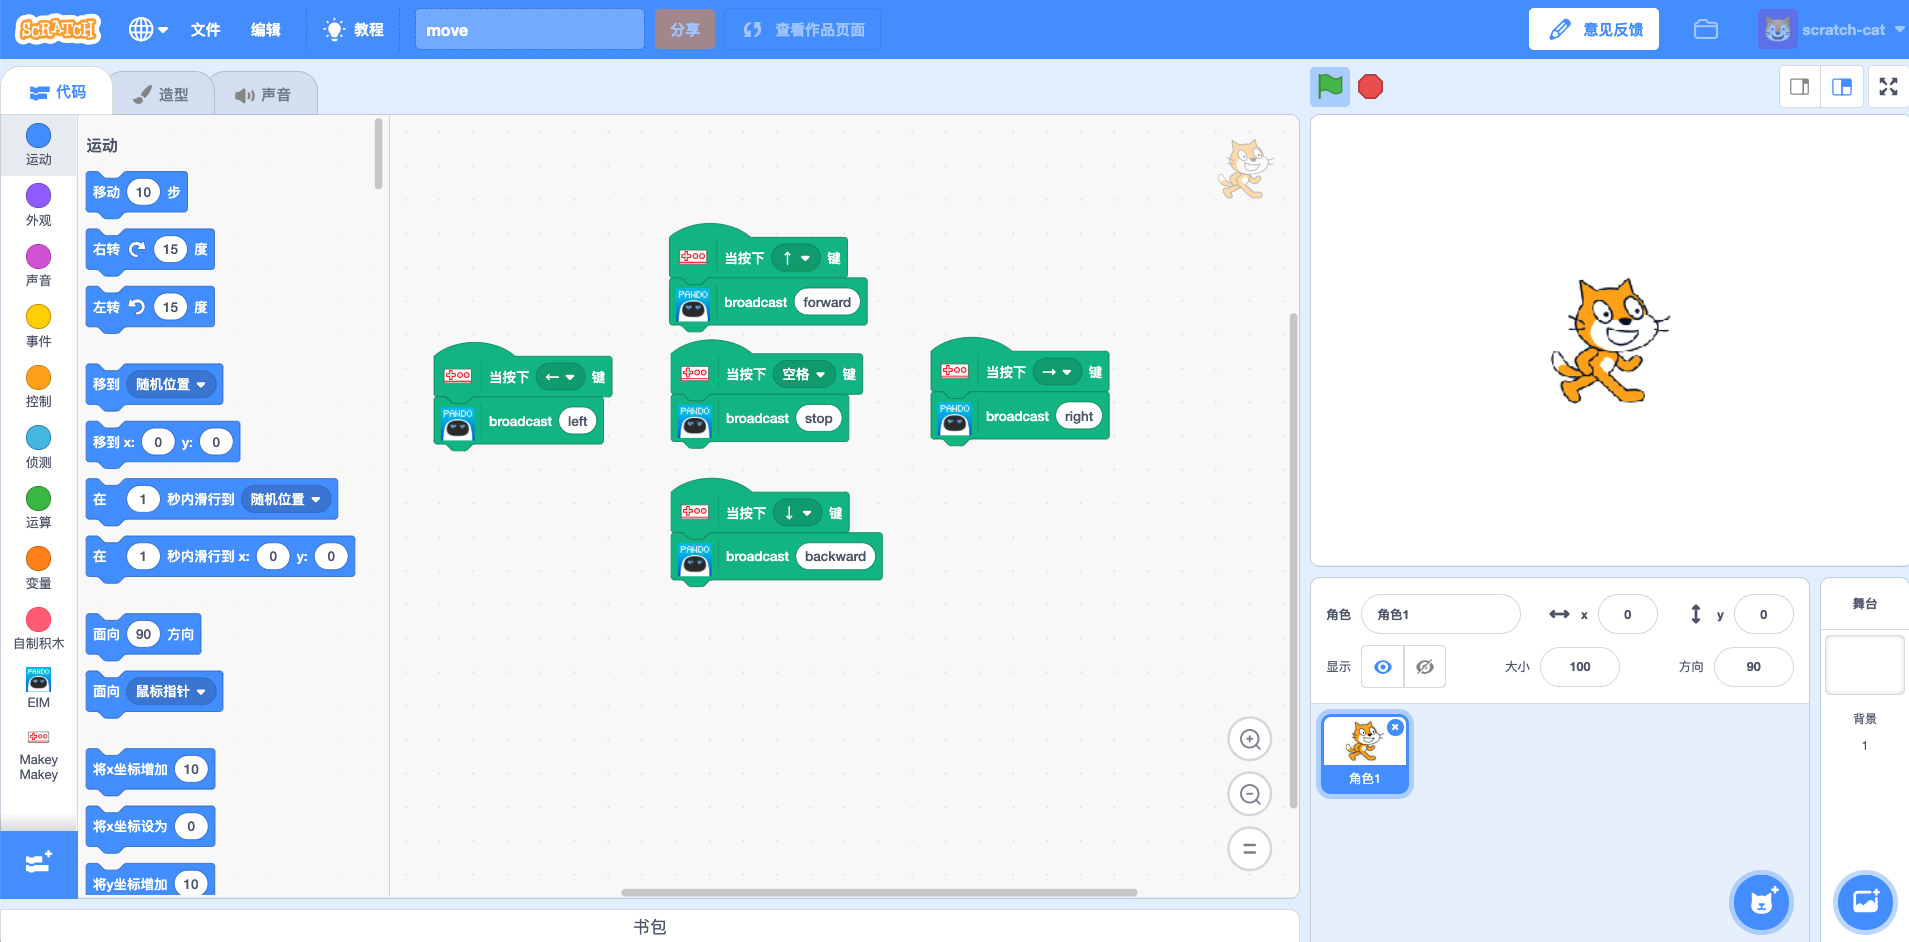 SCRATCH
文件
编辑
教程
move
分享
查看作品页面
意见反馈
scratch-cat
代码
造型
声音
运动
外观
声音
事件
控制
侦测
运算
变量
自制积木
PANDO
EIM
Makey
Makey
运动
移动 10 步
右转 15 度
左转 15 度
移到 随机位置
移到 x: 0 y: 0
在 1 秒内滑行到 随机位置
在 1 秒内滑行到 x: 0 y: 0
面向 90 方向
面向 鼠标指针
将x坐标增加 10
将x坐标设为 0
将y坐标增加 10
当按下 ↑ 键
PANDO broadcast forward
当按下 ← 键
PANDO broadcast left
当按下 空格 键
PANDO broadcast stop
当按下 → 键
PANDO broadcast right
当按下 ↓ 键
PANDO broadcast backward
书包
角色 角色1 x 0 y 0
显示 大小 100 方向 90
角色1
舞台
背景
1